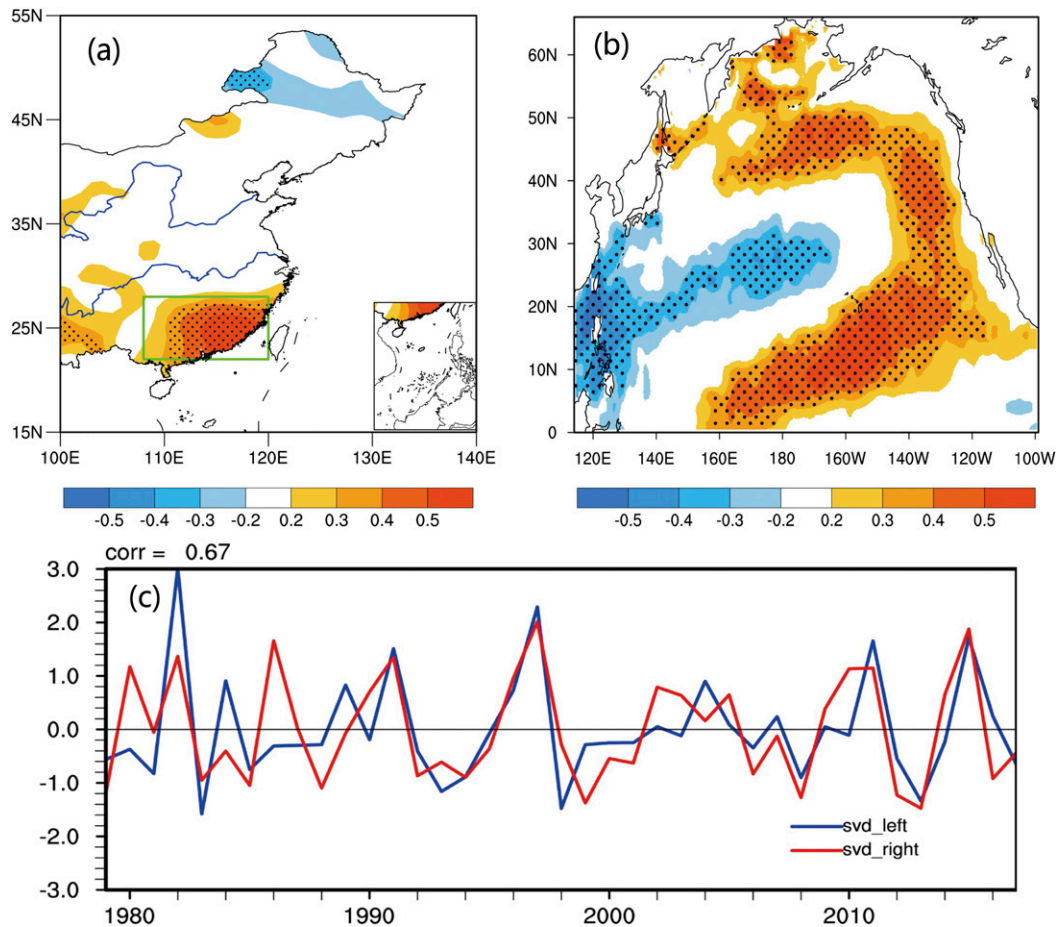 (a)
55N
45N
35N
25N
15N
100E 110E 120E 130E 140E
-0.5 -0.4 -0.3 -0.2 0.2 0.3 0.4 0.5
(b)
60N
50N
40N
30N
20N
10N
0
120E 140E 160E 180 160W 140W 120W 100W
-0.5 -0.4 -0.3 -0.2 0.2 0.3 0.4 0.5
corr = 0.67
(c)
3.0
2.0
1.0
0.0
-1.0
-2.0
-3.0
svd_left
svd_right
1980 1990 2000 2010